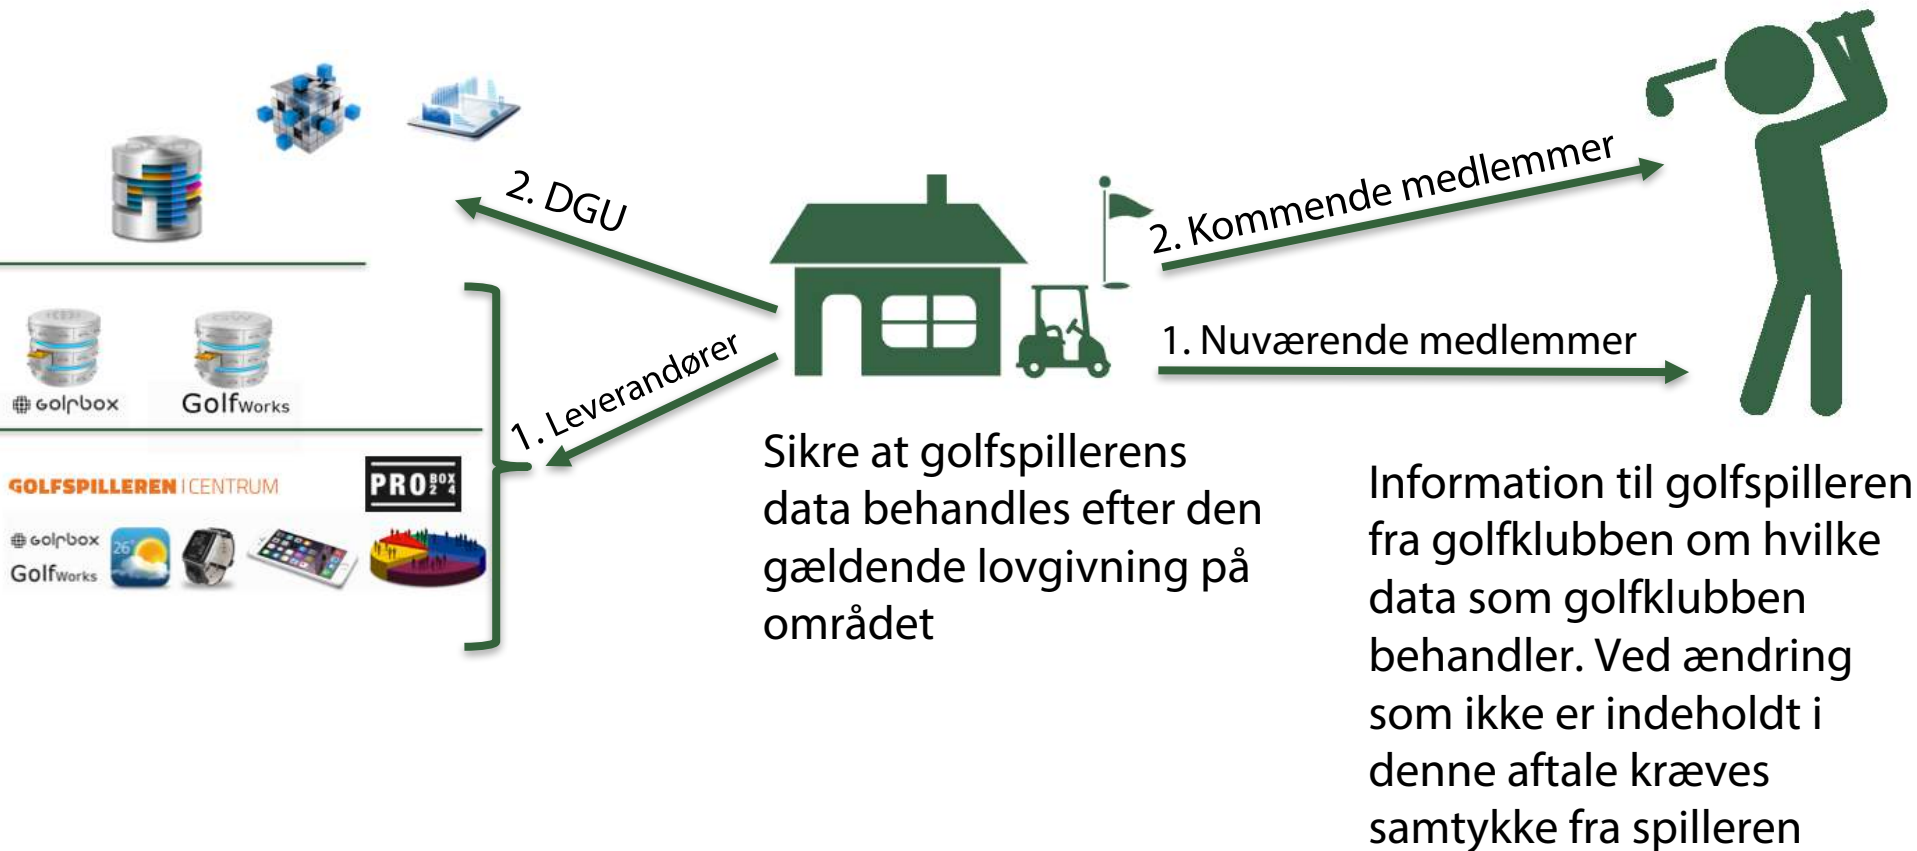 2. DGU
2. Kommende medlemmer
1. Nuværende medlemmer
1. Leverandører
GOLFBOX
GolfWorks
GOLFSPILLEREN I CENTRUM
PRO BOX 24
GOLFBOX
GolfWorks
26°
Sikre at golfspillerens
data behandles efter den
gældende lovgivning på
området
Information til golfspilleren
fra golfklubben om hvilke
data som golfklubben
behandler. Ved ændring
som ikke er indeholdt i
denne aftale kræves
samtykke fra spilleren